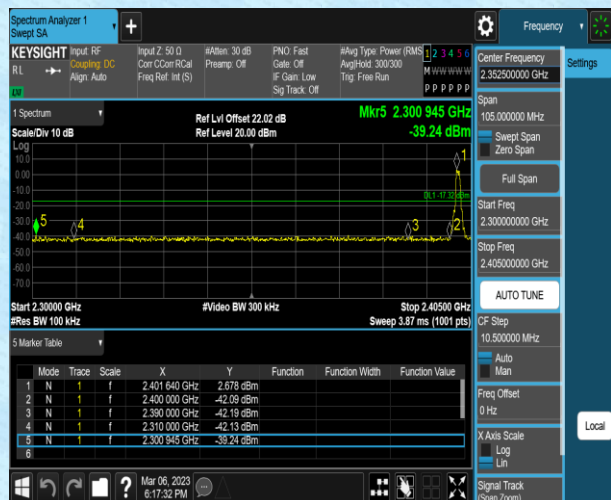 Spectrum Analyzer 1
Swept SA
+
Frequency
KEYSIGHT
RL
Input: RF
Coupling: DC
Align: Auto
Input Z: 50 Ω
Corr CCorr RCal
Freq Ref: Int (S)
#Atten: 30 dB
Preamp: Off
PNO: Fast
Gate: Off
IF Gain: Low
Sig Track: Off
#Avg Type: Power (RMS
Avg|Hold: 300/300
Trig: Free Run
1 2 3 4 5 6
M W W W W W
P P P P P P
1 Spectrum
Scale/Div 10 dB
Ref Lvl Offset 22.02 dB
Ref Level 20.00 dBm
Mkr5 2.300 945 GHz
-39.24 dBm
Log
10.0
0.00
-10.0
-20.0
-30.0
-40.0
-50.0
-60.0
-70.0
DL1 -17.32 dBm
1
2
3
4
5
Start 2.30000 GHz
#Res BW 100 kHz
#Video BW 300 kHz
Stop 2.40500 GHz
Sweep 3.87 ms (1001 pts)
5 Marker Table
Mode Trace Scale X Y Function Function Width Function Value
1 N 1 f 2.401 640 GHz 2.678 dBm
2 N 1 f 2.400 000 GHz -42.09 dBm
3 N 1 f 2.390 000 GHz -42.19 dBm
4 N 1 f 2.310 000 GHz -42.13 dBm
5 N 1 f 2.300 945 GHz -39.24 dBm
6
Center Frequency
2.352500000 GHz
Settings
Span
105.000000 MHz
Swept Span
Zero Span
Full Span
Start Freq
2.300000000 GHz
Stop Freq
2.405000000 GHz
AUTO TUNE
CF Step
10.500000 MHz
Auto
Man
Freq Offset
0 Hz
X Axis Scale
Log
Lin
Local
Signal Track
(Span Zoom)
?
Mar 06, 2023
6:17:32 PM